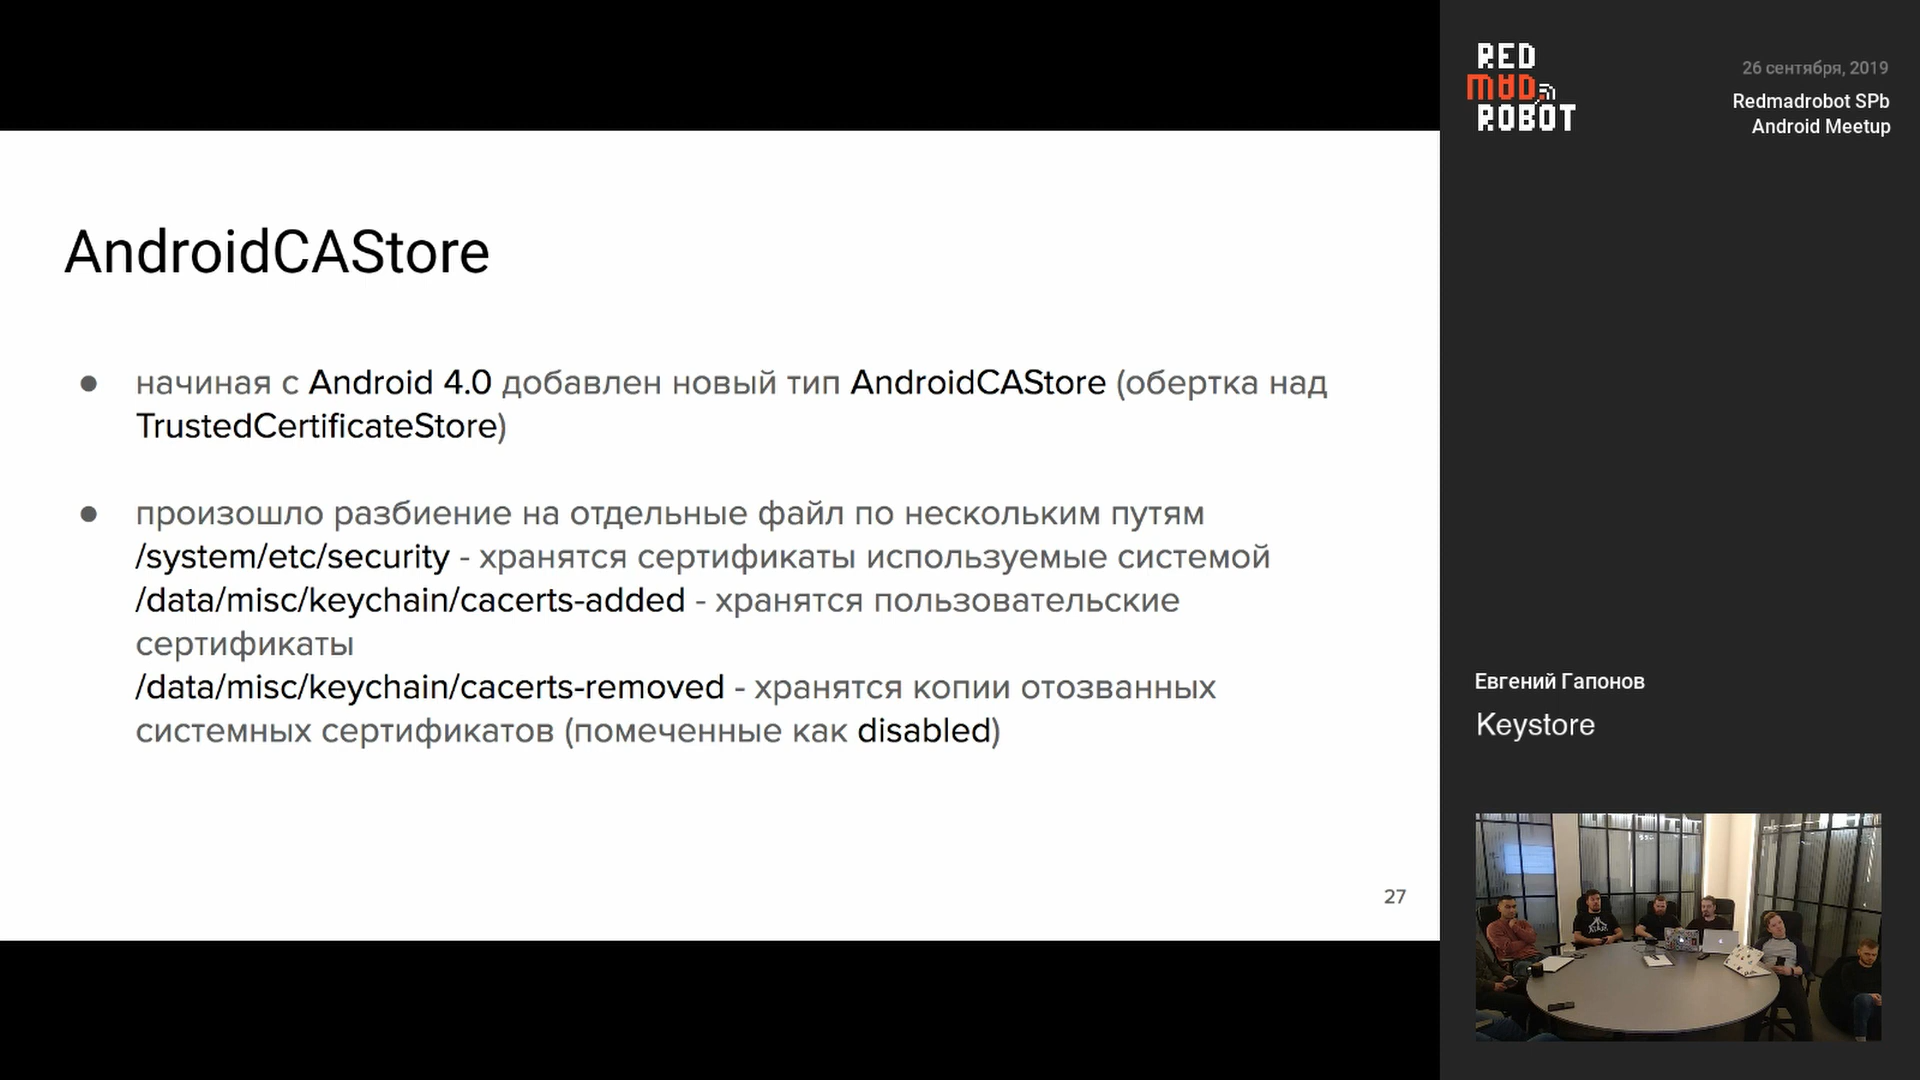 AndroidCAStore
● начиная с Android 4.0 добавлен новый тип AndroidCAStore (обертка над
TrustedCertificateStore)
● произошло разбиение на отдельные файл по нескольким путям
/system/etc/security - хранятся сертификаты используемые системой
/data/misc/keychain/cacerts-added - хранятся пользовательские
сертификаты
/data/misc/keychain/cacerts-removed - хранятся копии отозванных
системных сертификатов (помеченные как disabled)
27
RED
MAD
ROBOT
26 сентября, 2019
Redmadrobot SPb
Android Meetup
Евгений Гапонов
Keystore